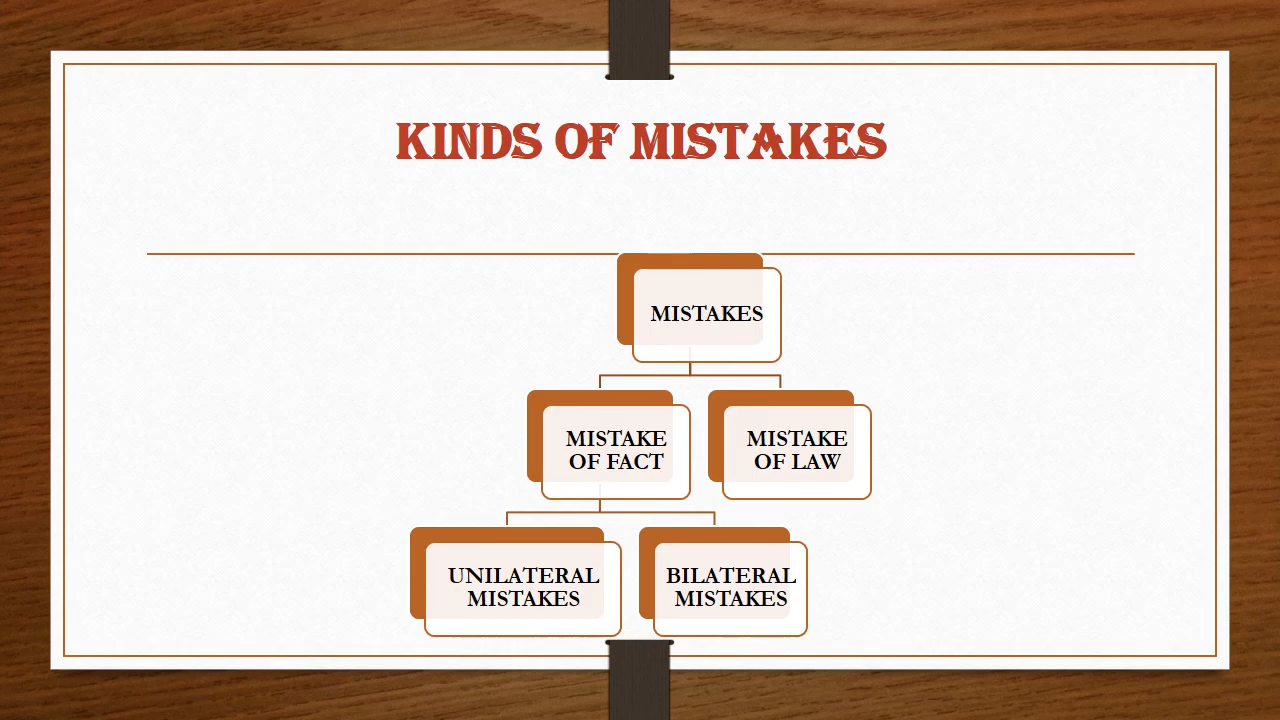 KINDS OF MISTAKES
MISTAKES
MISTAKE
OF FACT
MISTAKE
OF LAW
UNILATERAL
MISTAKES
BILATERAL
MISTAKES